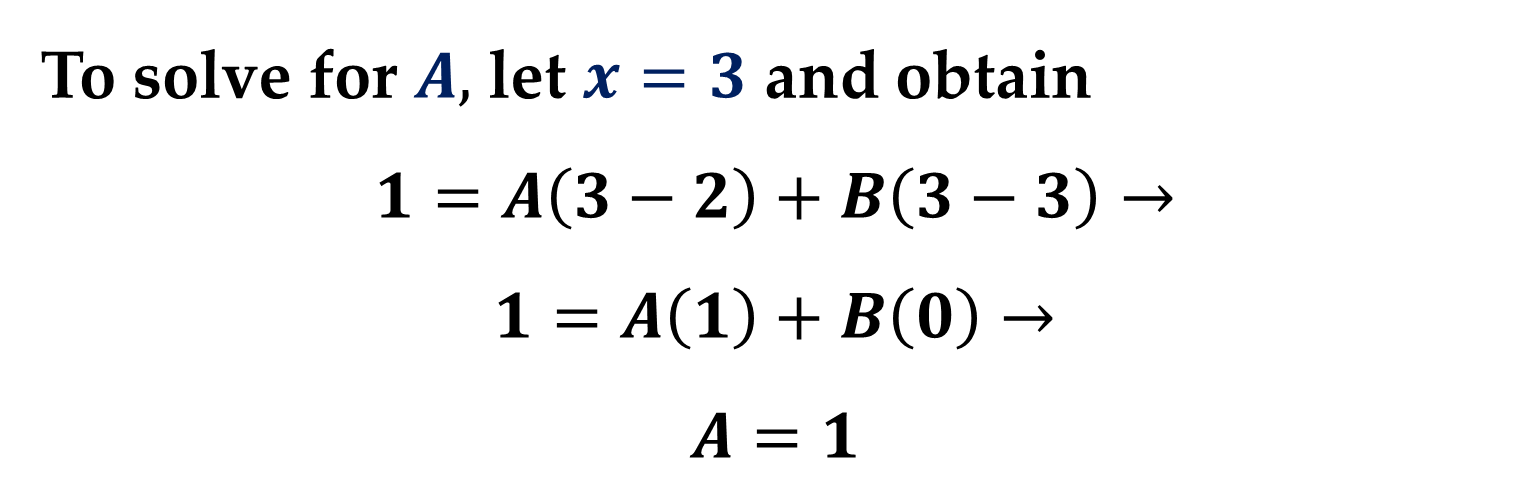 To solve for A, let x = 3 and obtain
1 = A(3 − 2) + B(3 − 3) →
1 = A(1) + B(0) →
A = 1